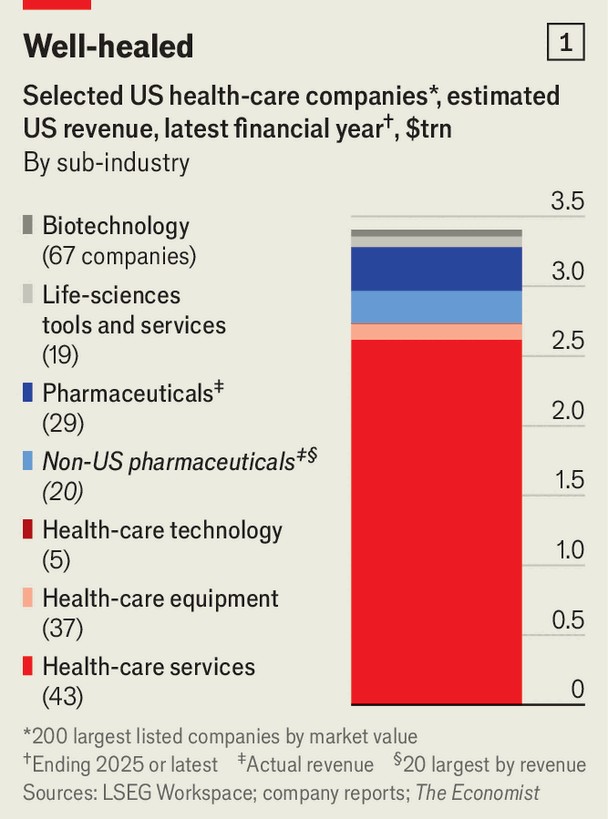 Well-healed
1
Selected US health-care companies*, estimated
US revenue, latest financial year†, $trn
By sub-industry
Biotechnology
(67 companies)
Life-sciences
tools and services
(19)
Pharmaceuticals‡
(29)
Non-US pharmaceuticals‡§
(20)
Health-care technology
(5)
Health-care equipment
(37)
Health-care services
(43)
3.5
3.0
2.5
2.0
1.5
1.0
0.5
0
*200 largest listed companies by market value
†Ending 2025 or latest ‡Actual revenue §20 largest by revenue
Sources: LSEG Workspace; company reports; The Economist